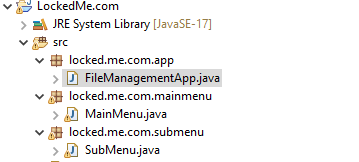 LockedMe.com
JRE System Library [JavaSE-17]
src
locked.me.com.app
FileManagementApp.java
locked.me.com.mainmenu
MainMenu.java
locked.me.com.submenu
SubMenu.java